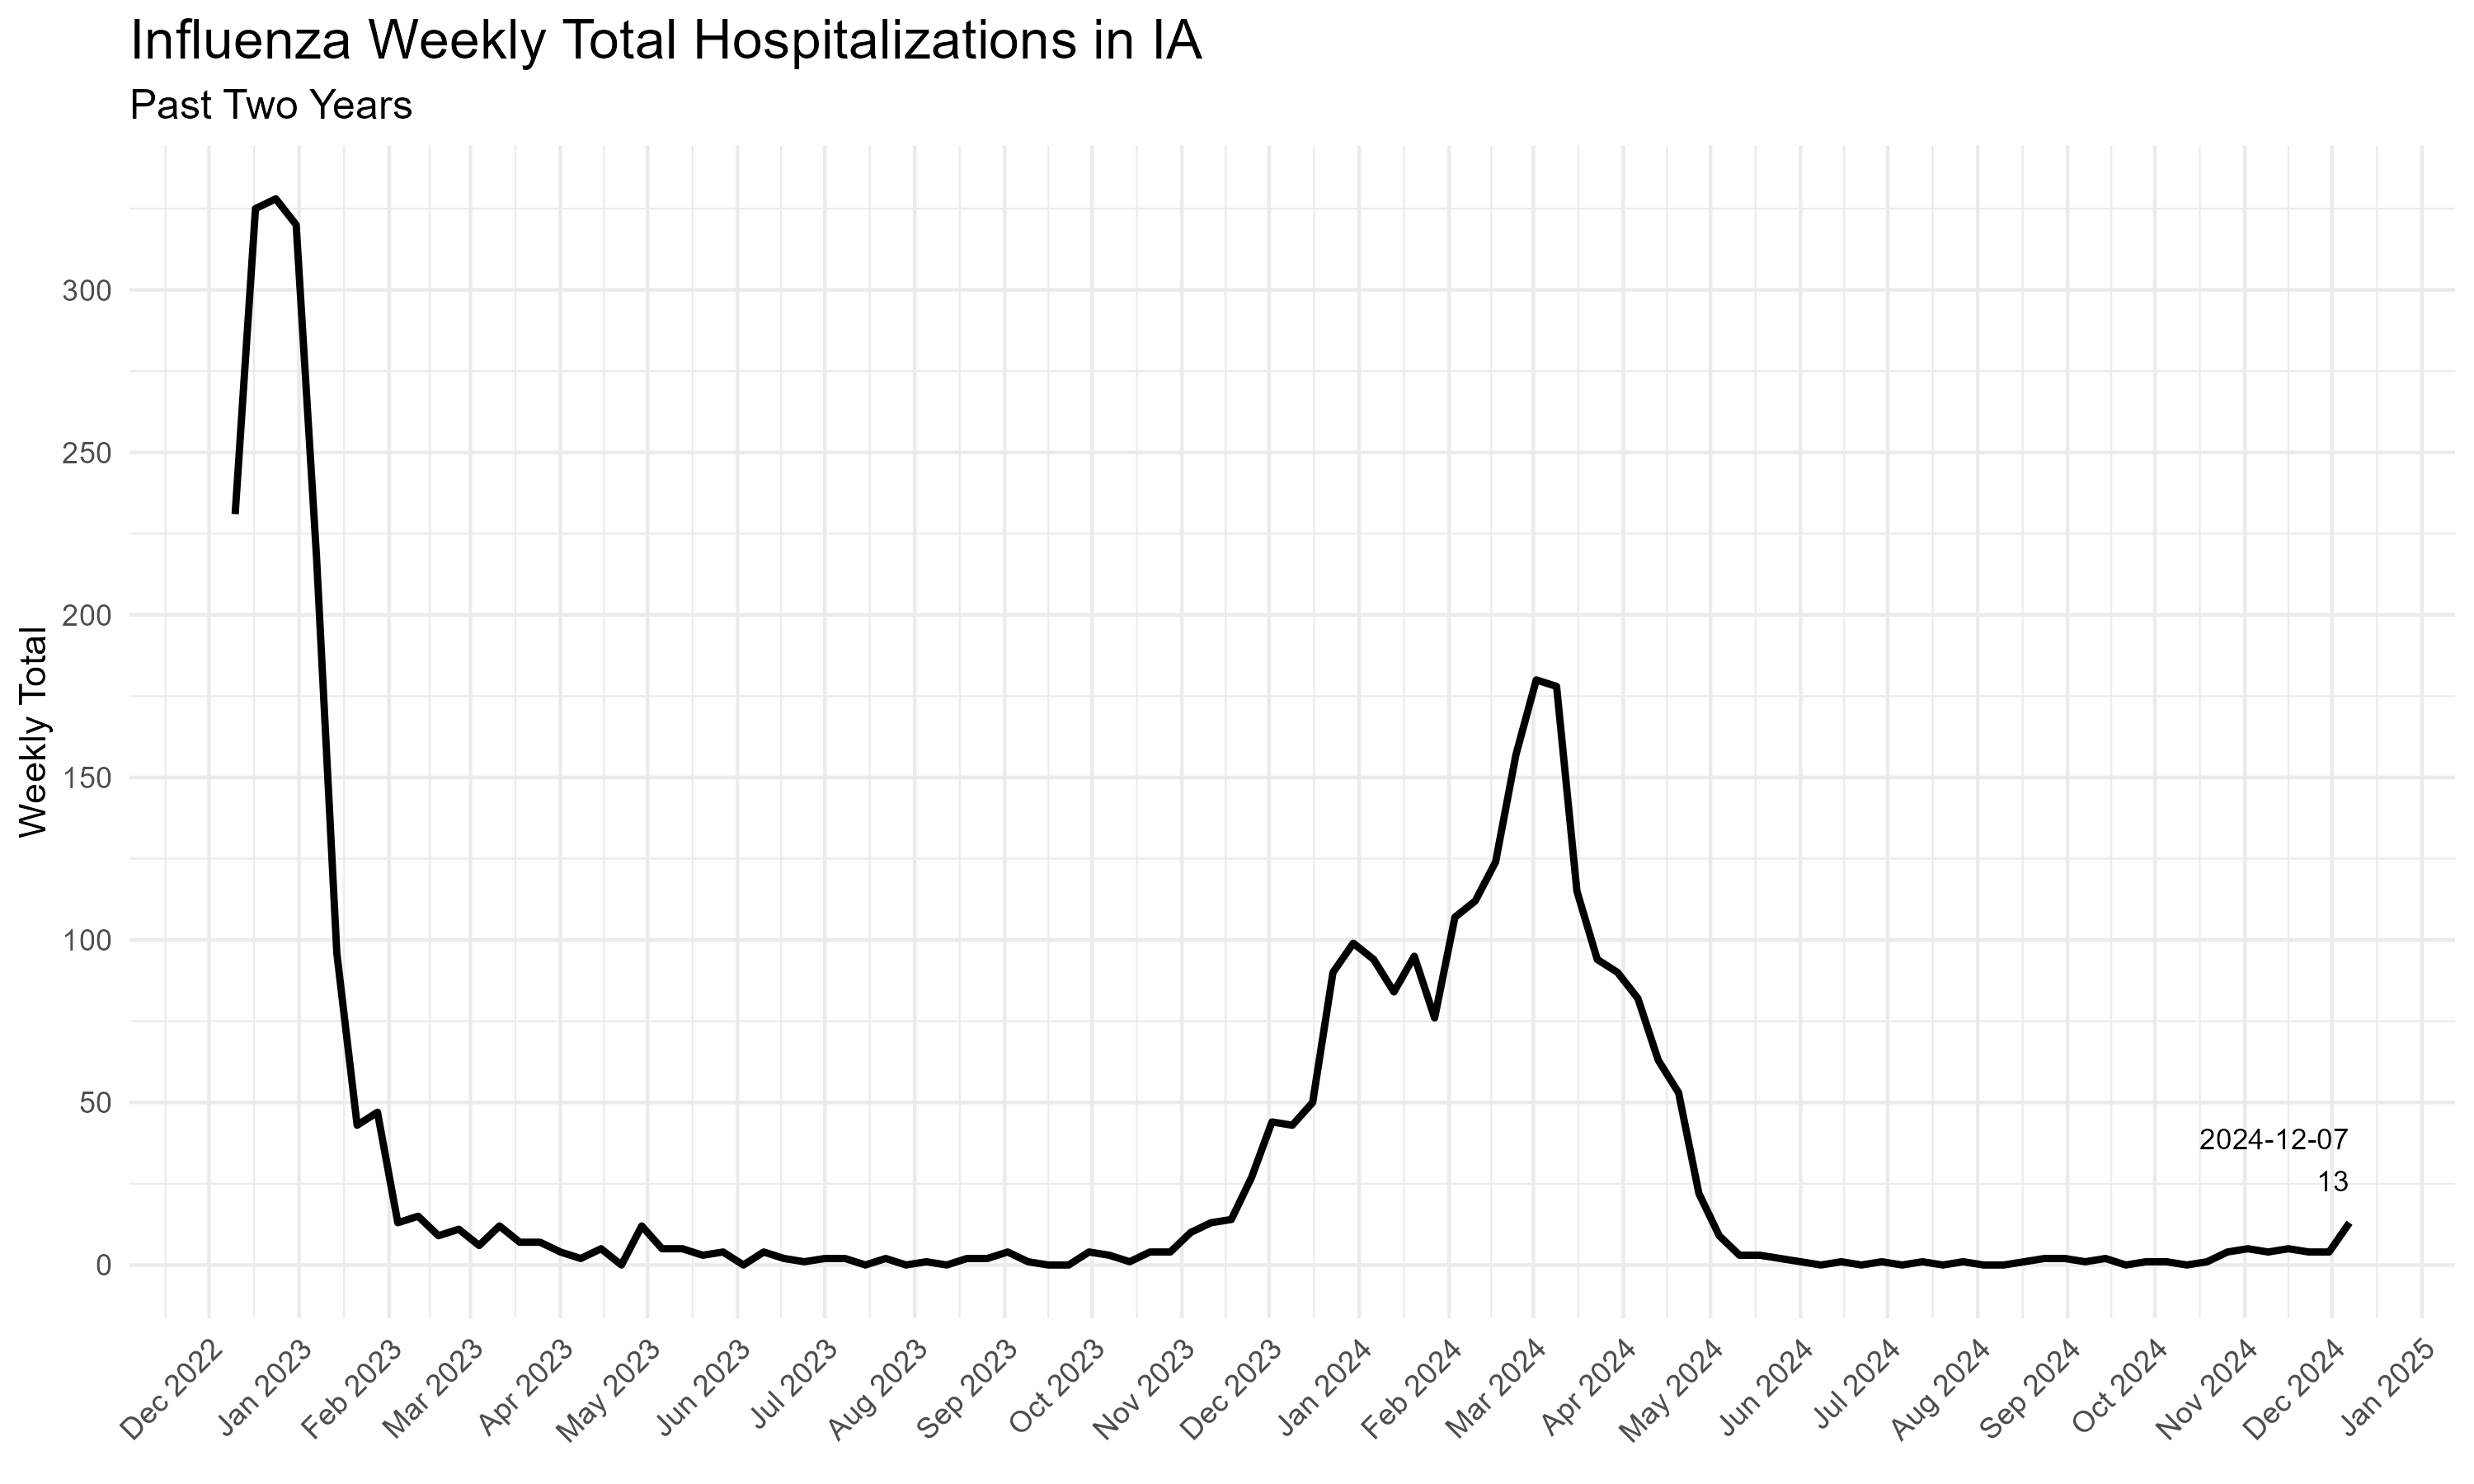 Influenza Weekly Total Hospitalizations in IA
Past Two Years
Weekly Total
300
250
200
150
100
50
0
2024-12-07
13
Dec 2022
Jan 2023
Feb 2023
Mar 2023
Apr 2023
May 2023
Jun 2023
Jul 2023
Aug 2023
Sep 2023
Oct 2023
Nov 2023
Dec 2023
Jan 2024
Feb 2024
Mar 2024
Apr 2024
May 2024
Jun 2024
Jul 2024
Aug 2024
Sep 2024
Oct 2024
Nov 2024
Dec 2024
Jan 2025